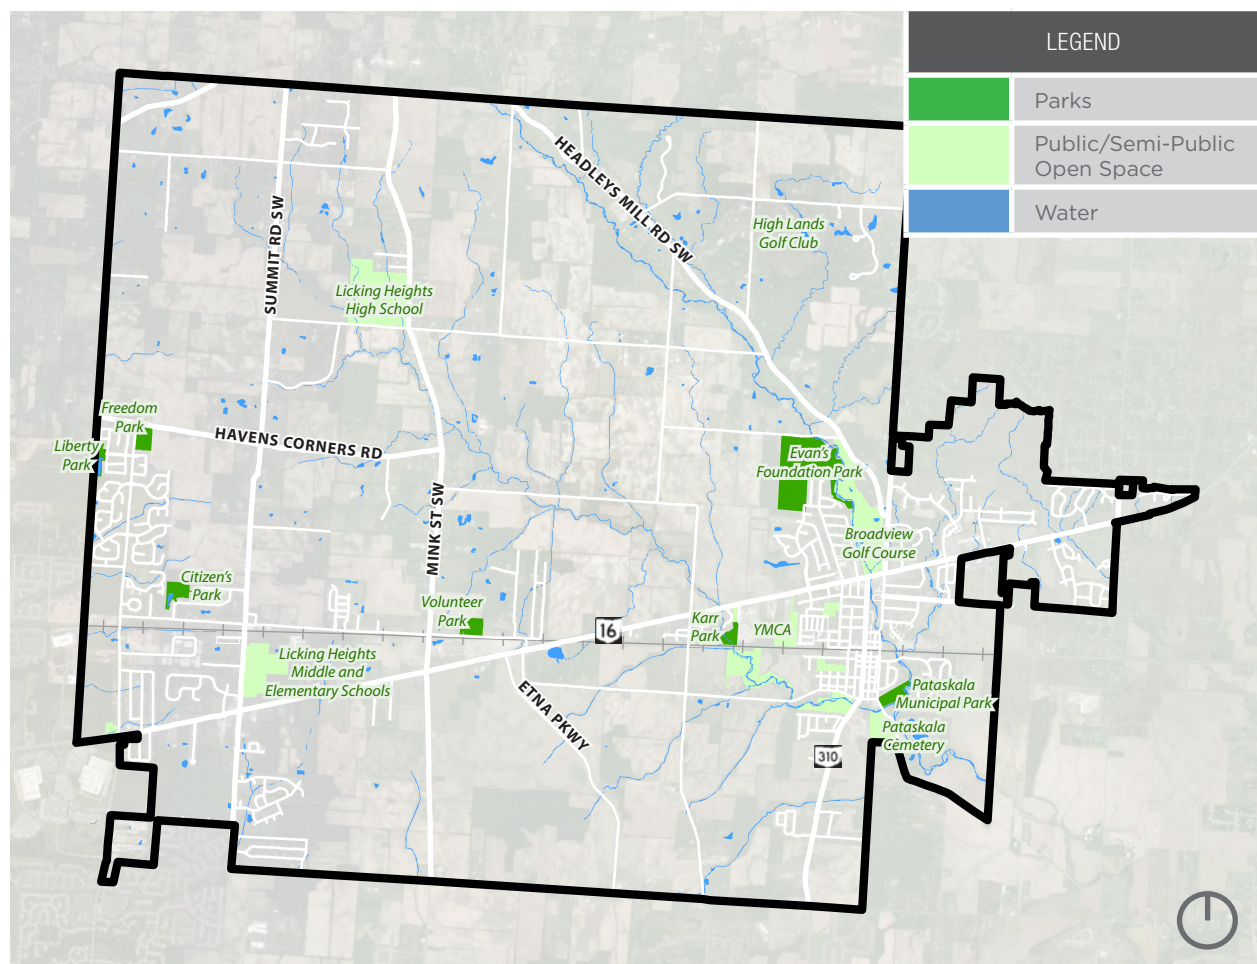 LEGEND
Parks
Public/Semi-Public
Open Space
Water
HEADLEYS MILL RD SW
SUMMIT RD SW
High Lands
Golf Club
Licking Heights
High School
Freedom
Park
HAVENS CORNERS RD
Liberty
Park
Evan's
Foundation Park
MINK ST SW
Broadview
Golf Course
Citizen's
Park
Volunteer
Park
16
Karr
Park
YMCA
Licking Heights
Middle and
Elementary Schools
ETNA PKWY
Pataskala
Municipal Park
Pataskala
Cemetery
310